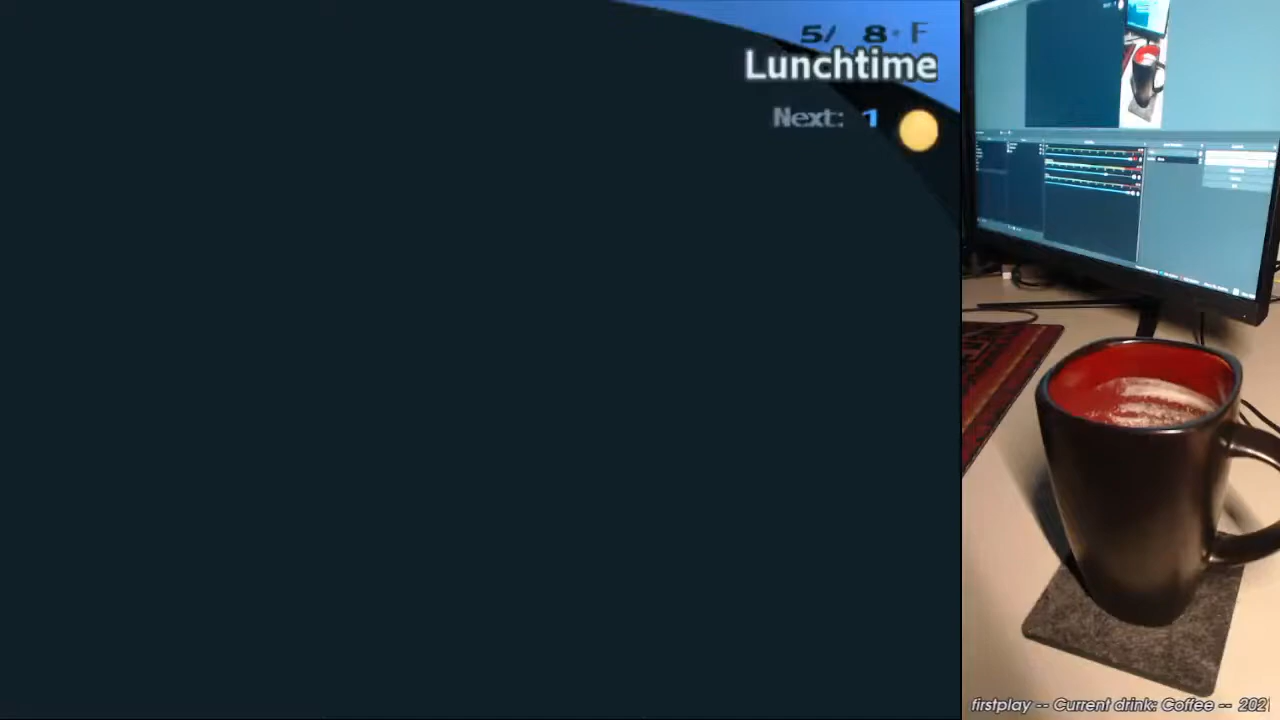 5/ 8· F
Lunchtime
Next: 1
firstplay -- Current drink: Coffee -- 202